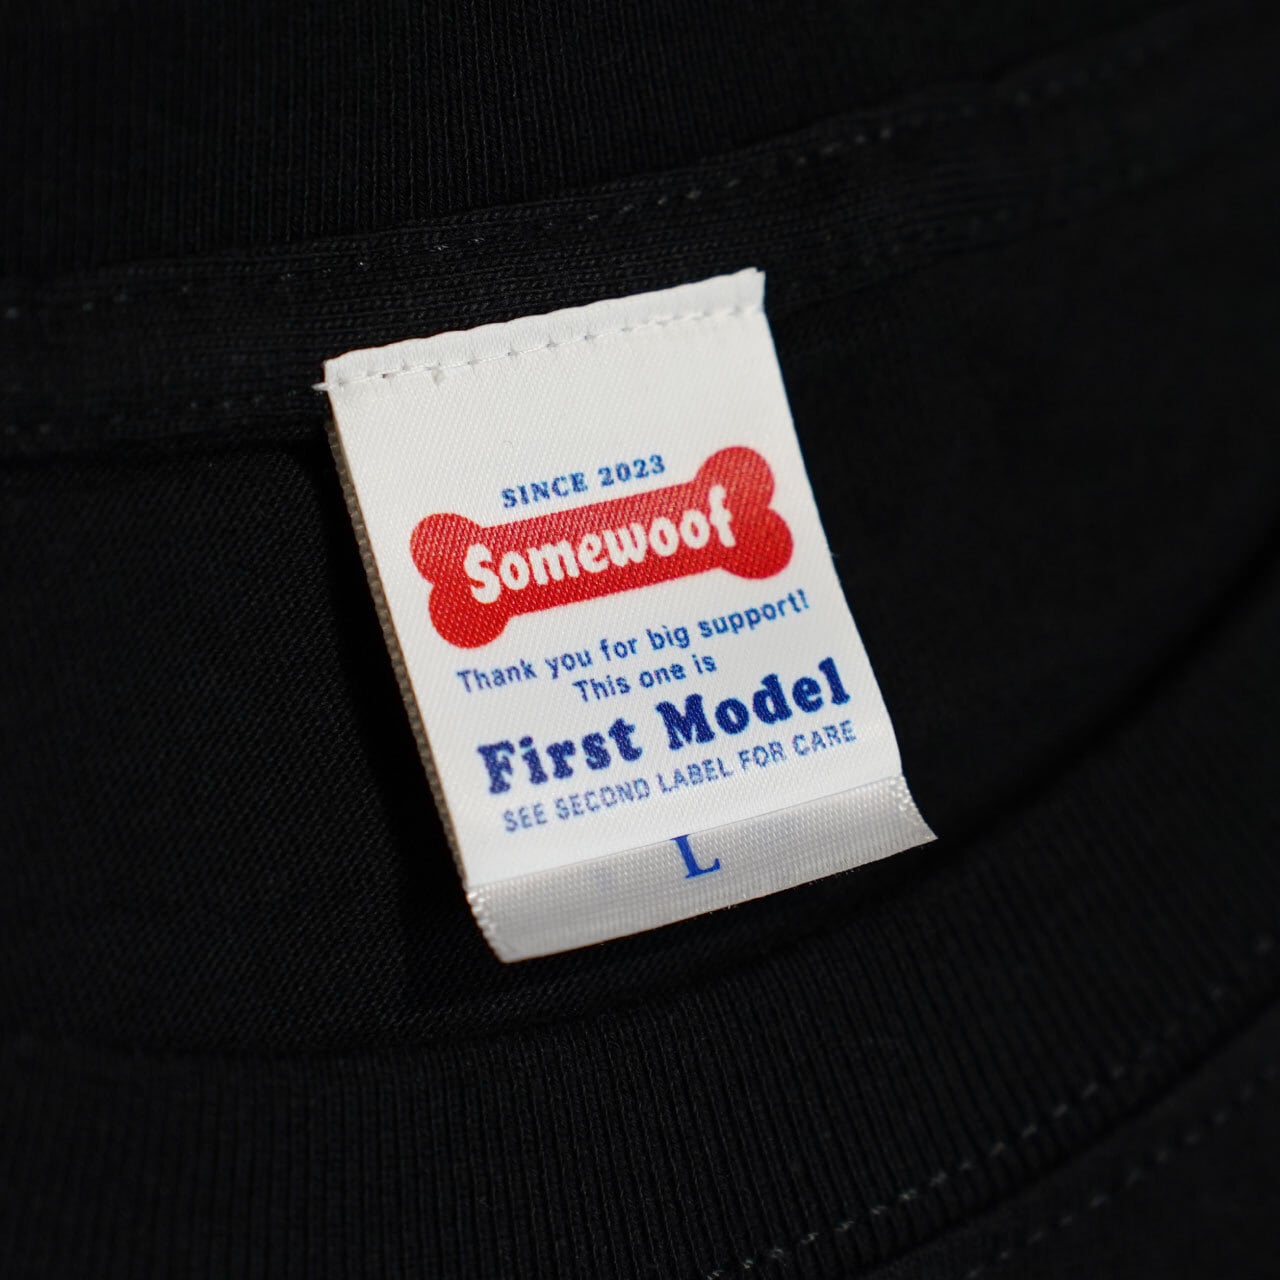 SINCE 2023
Somewoof
Thank you for big support!
This one is
First Model
SEE SECOND LABEL FOR CARE
L